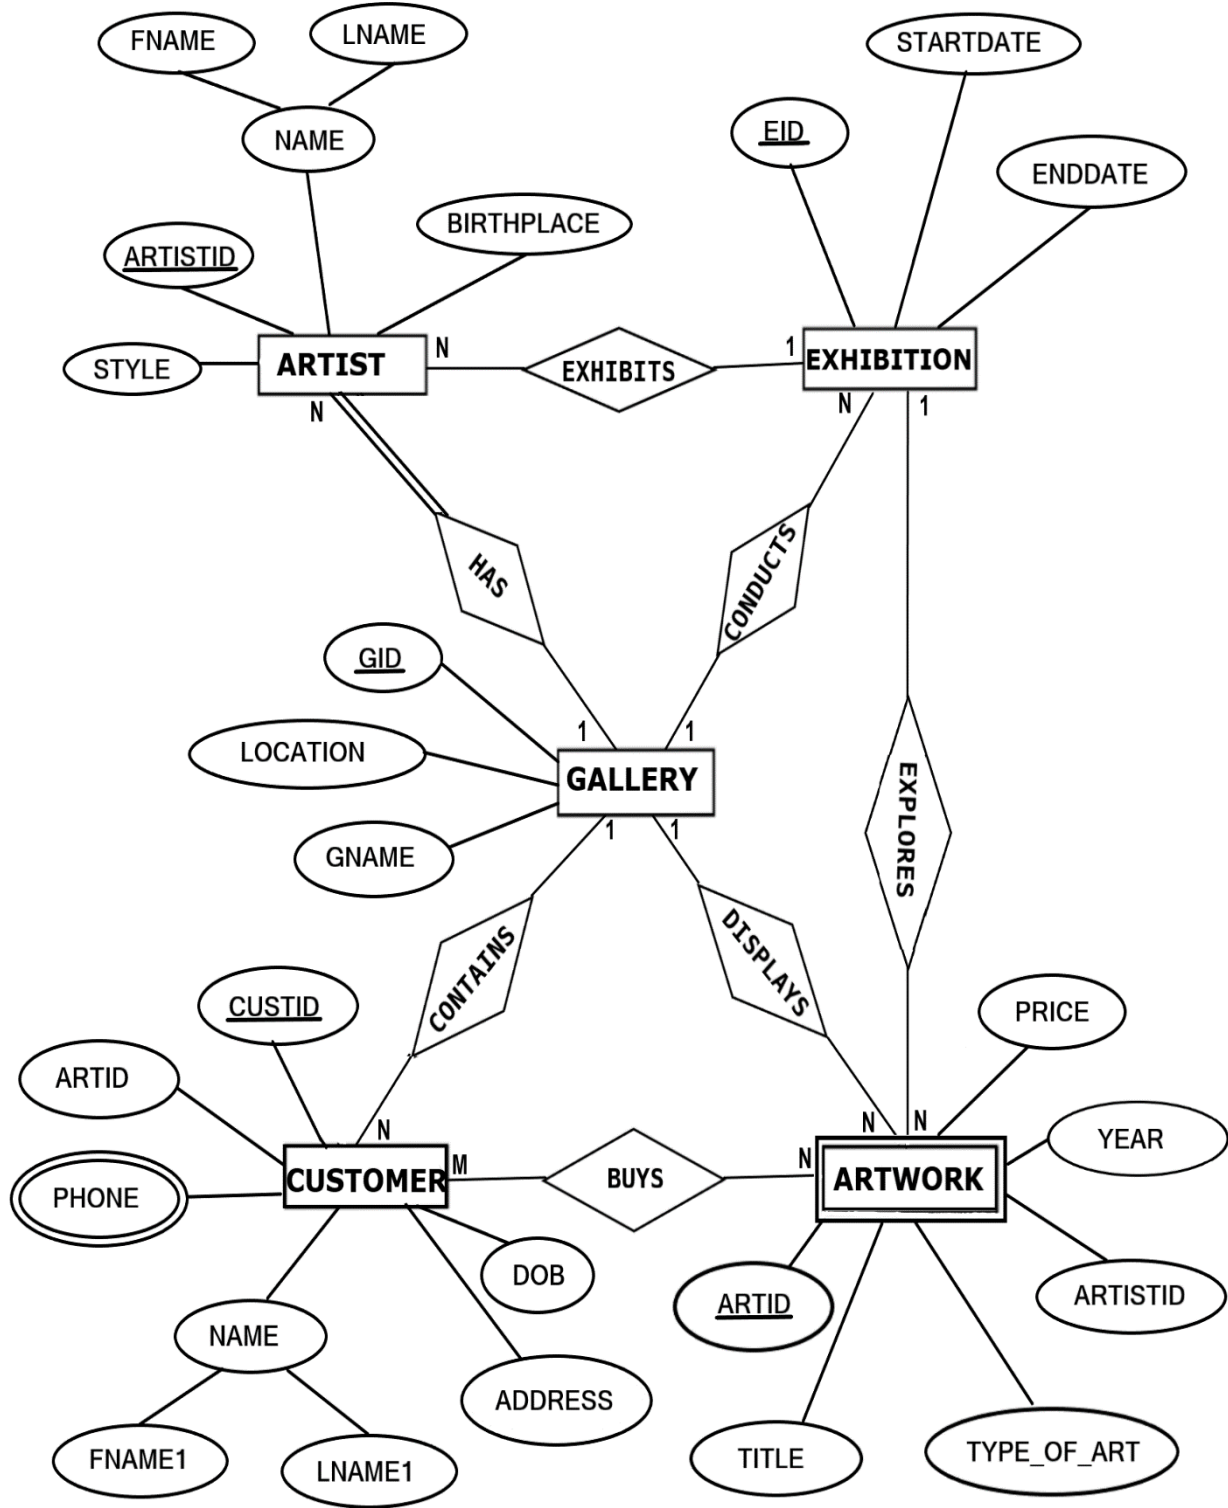 FNAME
LNAME
STARTDATE
NAME
EID
ENDDATE
ARTISTID
BIRTHPLACE
STYLE
ARTIST
N
EXHIBITS
1
EXHIBITION
N
N
1
HAS
CONDUCTS
GID
LOCATION
1
1
GALLERY
EXPLORES
GNAME
1
1
CONTAINS
DISPLAYS
CUSTID
PRICE
ARTID
N
N
N
YEAR
PHONE
CUSTOMER
M
BUYS
N
ARTWORK
DOB
ARTID
ARTISTID
NAME
ADDRESS
FNAME1
LNAME1
TITLE
TYPE_OF_ART